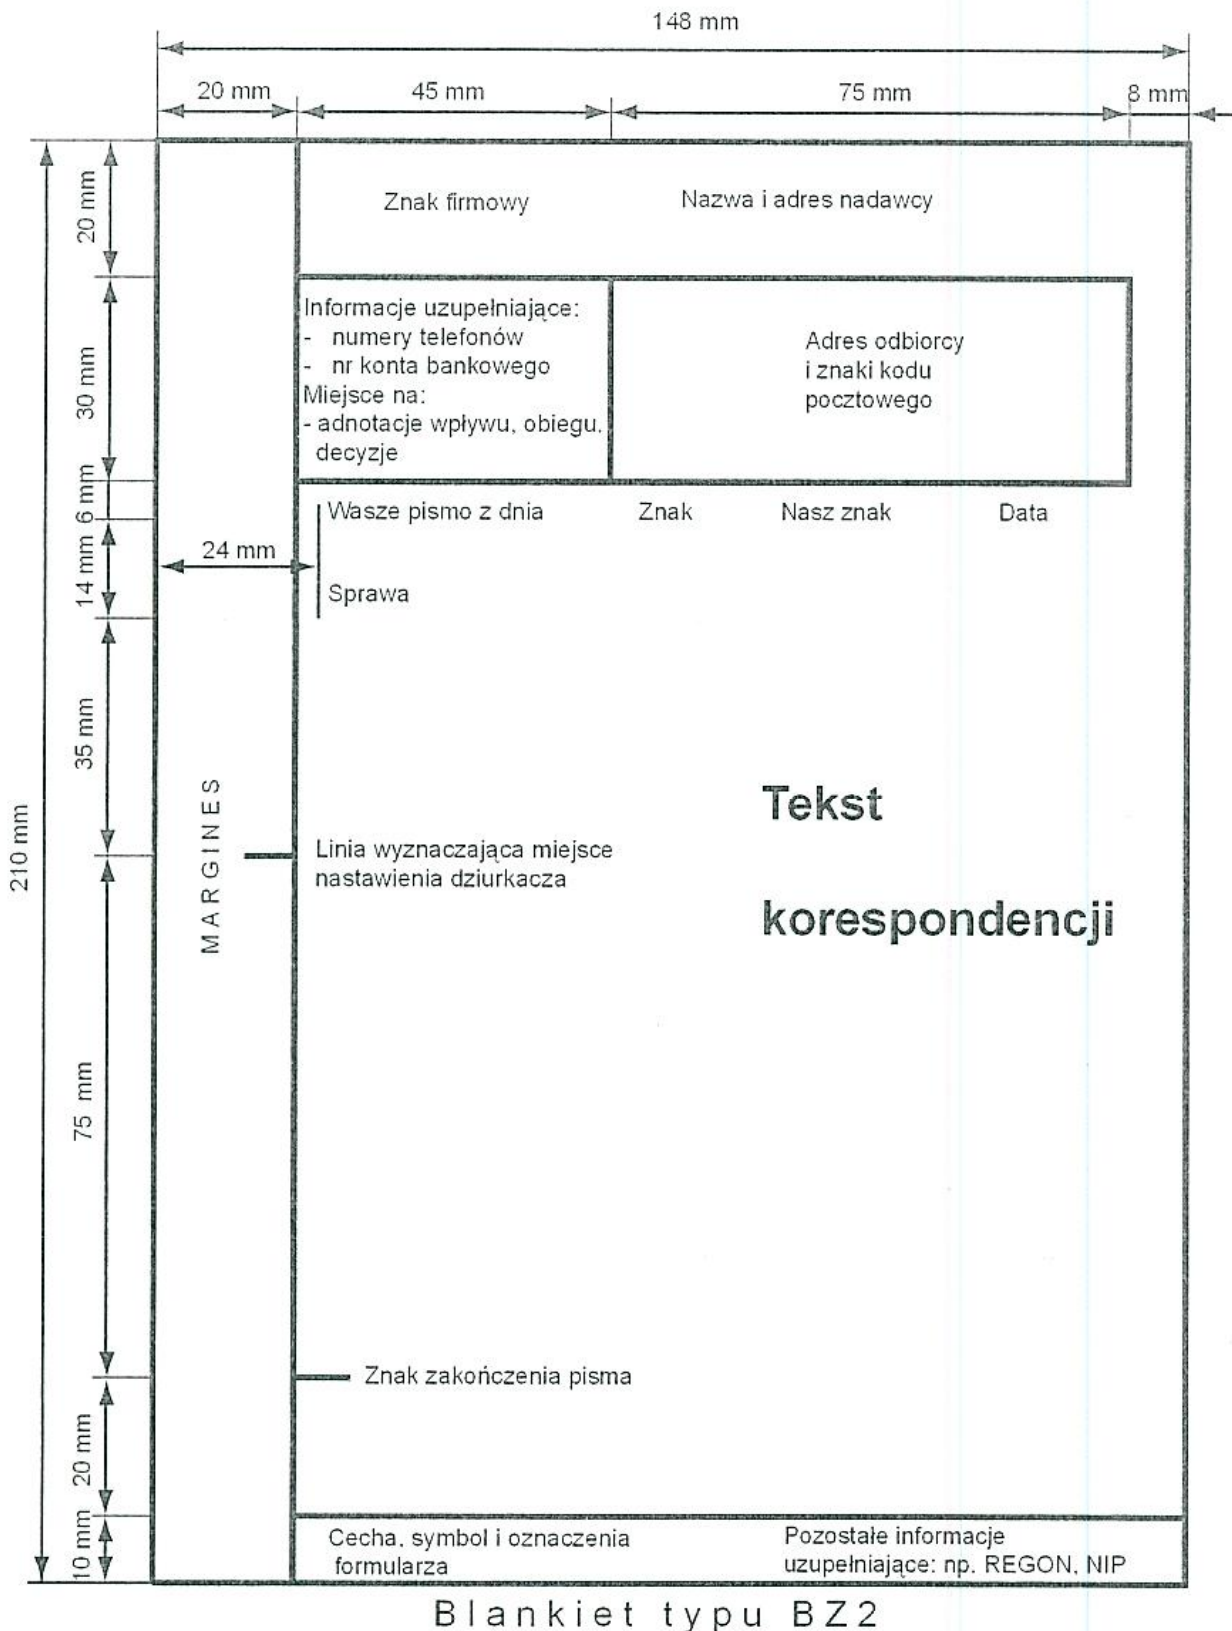 148 mm
20 mm
45 mm
75 mm
8 mm
20 mm
Znak firmowy
Nazwa i adres nadawcy
30 mm
Informacje uzupełniające:
- numery telefonów
- nr konta bankowego
Miejsce na:
- adnotacje wpływu, obiegu,
decyzje
Adres odbiorcy
i znaki kodu
pocztowego
6 mm
Wasze pismo z dnia
Znak
Nasz znak
Data
14 mm
24 mm
Sprawa
35 mm
210 mm
MARGINES
Tekst
Linia wyznaczająca miejsce
nastawienia dziurkacza
korespondencji
75 mm
Znak zakończenia pisma
20 mm
10 mm
Cecha, symbol i oznaczenia
formularza
Pozostałe informacje
uzupełniające: np. REGON, NIP
Blankiet typu BZ2